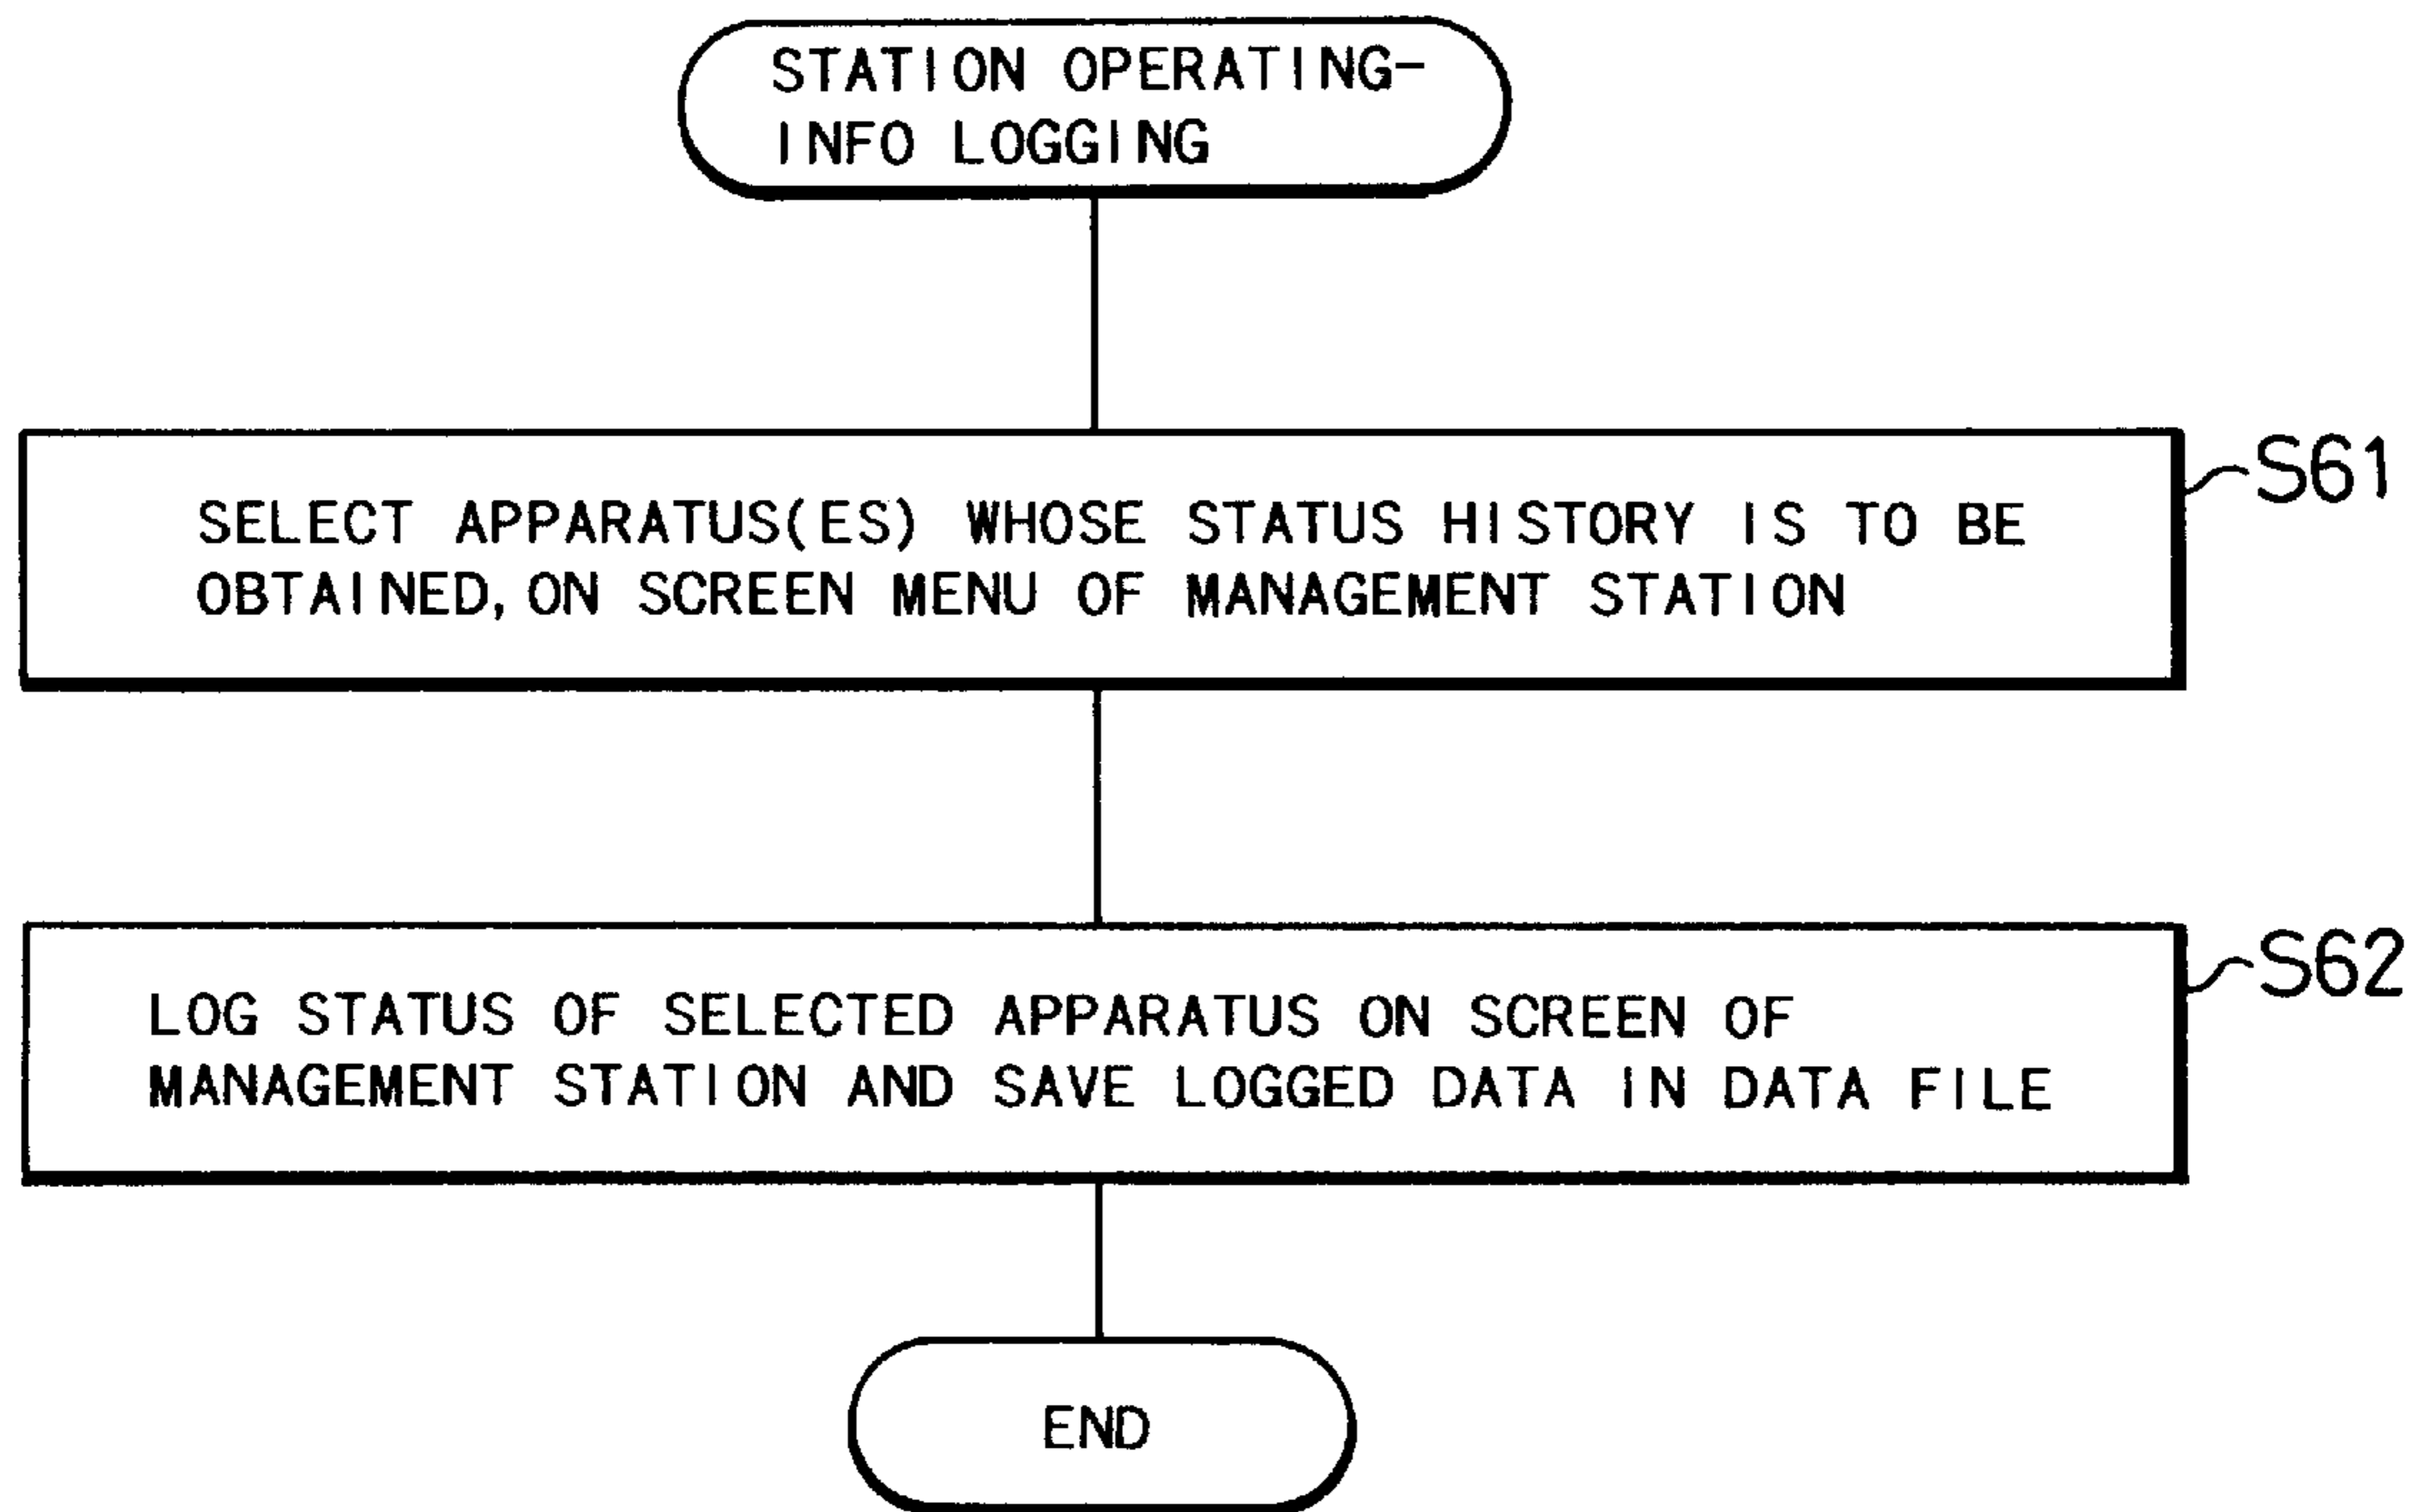 STATION OPERATING-
INFO LOGGING
S61
SELECT APPARATUS(ES) WHOSE STATUS HISTORY IS TO BE
OBTAINED, ON SCREEN MENU OF MANAGEMENT STATION
S62
LOG STATUS OF SELECTED APPARATUS ON SCREEN OF
MANAGEMENT STATION AND SAVE LOGGED DATA IN DATA FILE
END